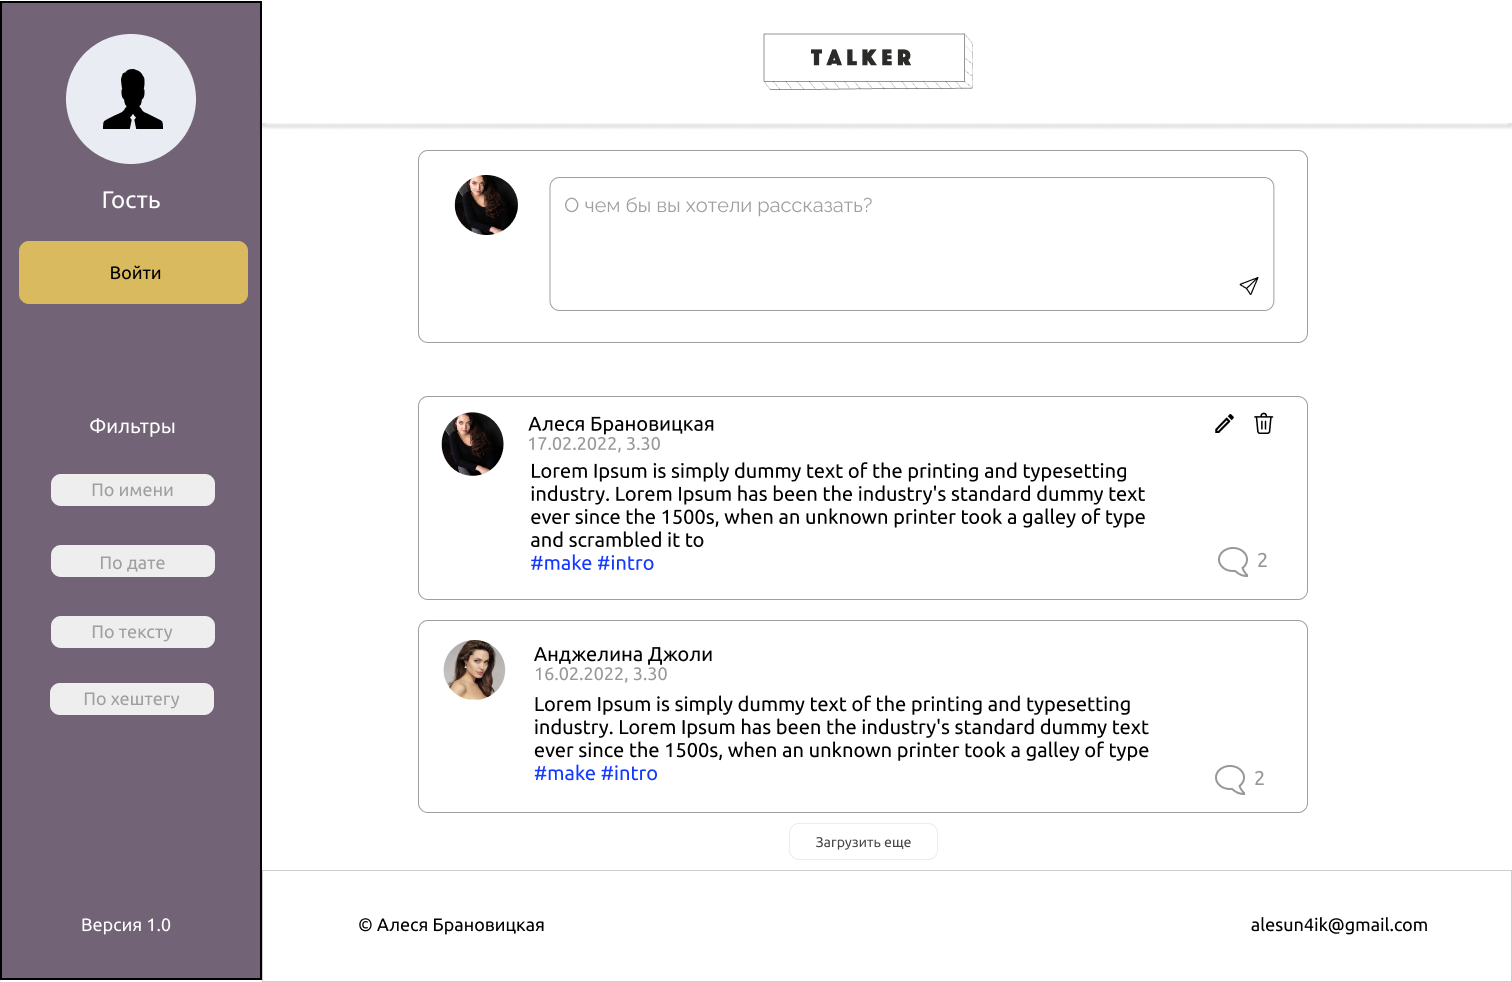 Гость
Войти
Фильтры
По имени
По дате
По тексту
По хештегу
Версия 1.0
TALKER
О чем бы вы хотели рассказать?
Алеся Брановицкая
17.02.2022, 3.30
Lorem Ipsum is simply dummy text of the printing and typesetting
industry. Lorem Ipsum has been the industry's standard dummy text
ever since the 1500s, when an unknown printer took a galley of type
and scrambled it to
#make #intro
2
Анджелина Джоли
16.02.2022, 3.30
Lorem Ipsum is simply dummy text of the printing and typesetting
industry. Lorem Ipsum has been the industry's standard dummy text
ever since the 1500s, when an unknown printer took a galley of type
#make #intro
2
Загрузить еще
© Алеся Брановицкая
alesun4ik@gmail.com